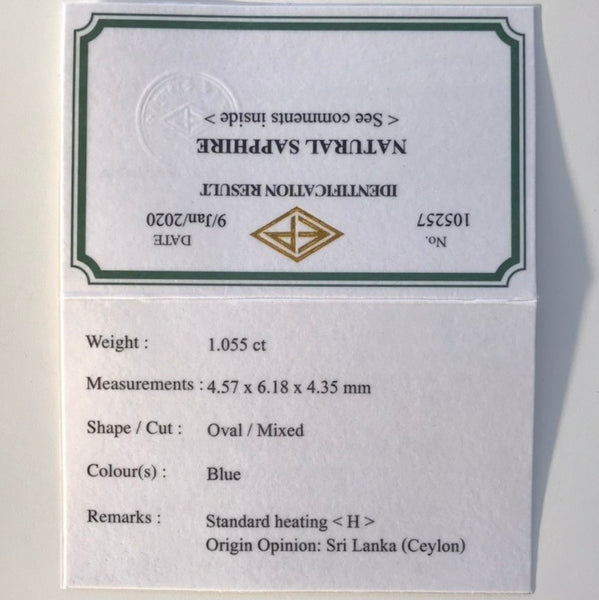 No.
105257
DATE
9/Jan/2020
IDENTIFICATION RESULT
NATURAL SAPPHIRE
< See comments inside >
Weight : 1.055 ct
Measurements : 4.57 x 6.18 x 4.35 mm
Shape / Cut : Oval / Mixed
Colour(s) : Blue
Remarks : Standard heating < H >
Origin Opinion: Sri Lanka (Ceylon)